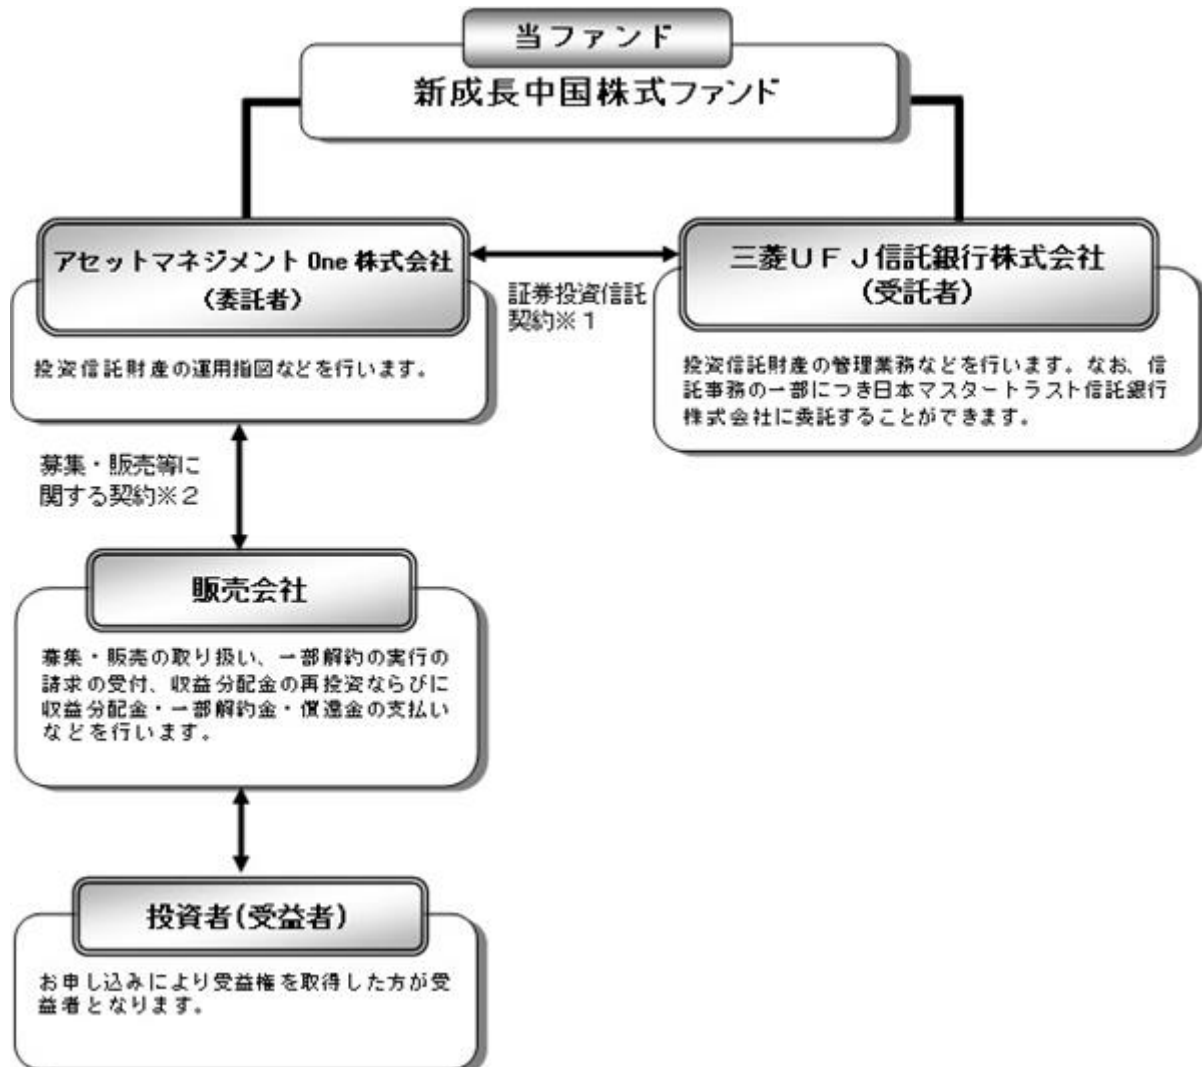 当ファンド
新成長中国株式ファンド
アセットマネジメント One 株式会社
（委託者）
投資信託財産の運用指図などを行います。
証券投資信託
契約※１
三菱ＵＦＪ信託銀行株式会社
（受託者）
投資信託財産の管理業務などを行います。なお、信
託事務の一部につき日本マスタートラスト信託銀行
株式会社に委託することができます。
募集・販売等に
関する契約※２
販売会社
募集・販売の取り扱い、一部解約の実行の
請求の受付、収益分配金の再投資ならびに
収益分配金・一部解約金・償還金の支払い
などを行います。
投資者（受益者）
お申し込みにより受益権を取得した方が受
益者となります。